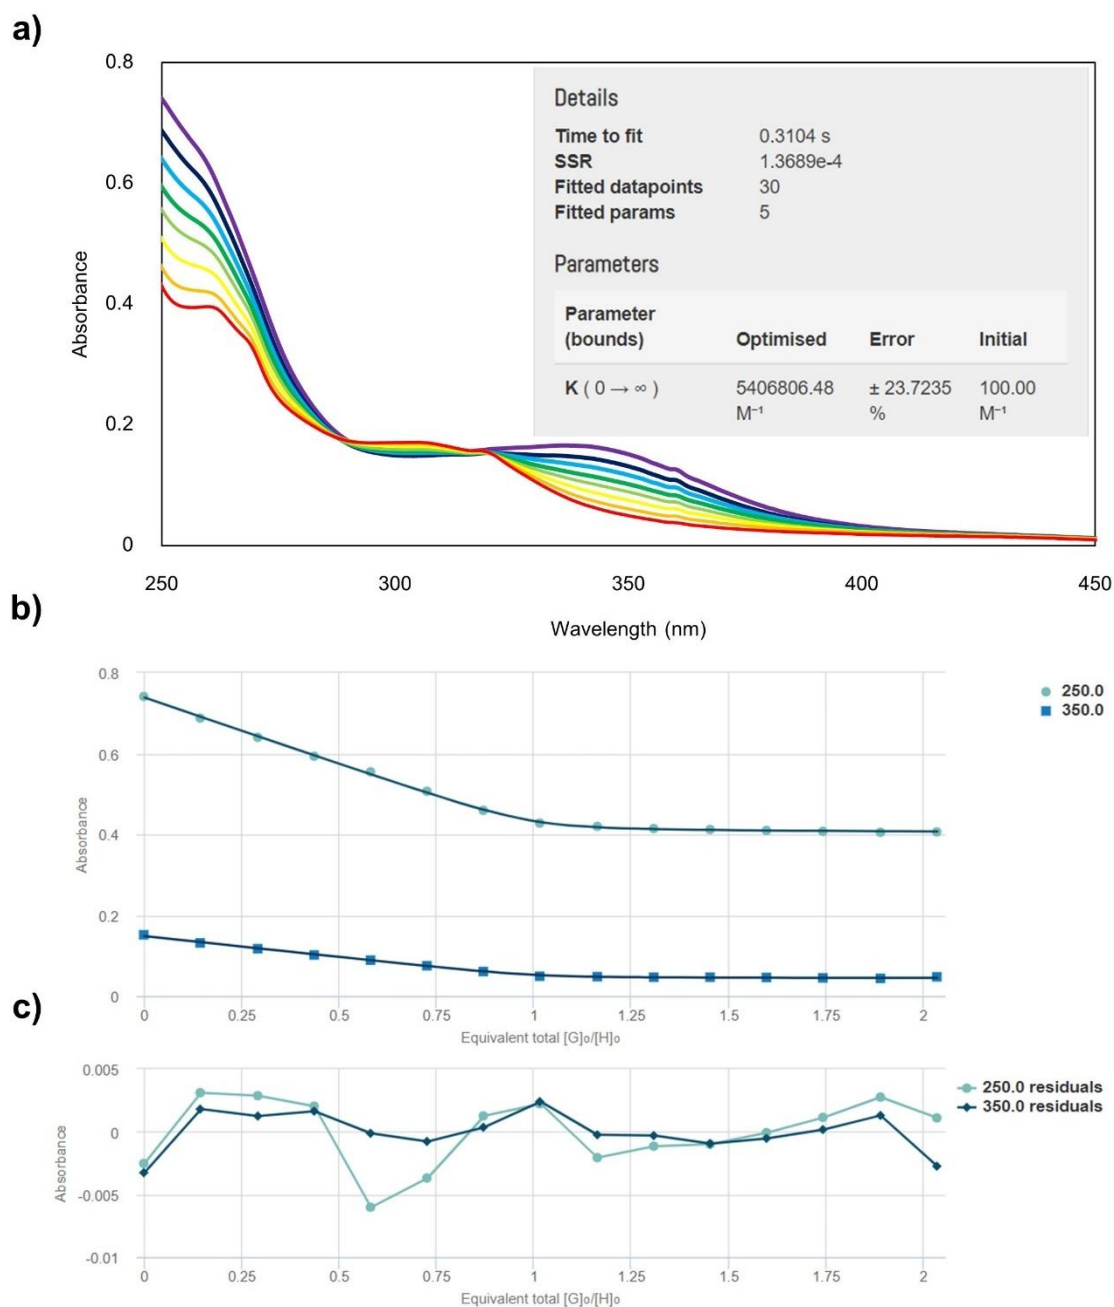 a)
0.8
0.6
0.4
0.2
0
Absorbance
Details
Time to fit 0.3104 s
SSR 1.3689e-4
Fitted datapoints 30
Fitted params 5
Parameters
Parameter (bounds) Optimised Error Initial
K ( 0 → ∞ ) 5406806.48 M⁻¹ ± 23.7235 % 100.00 M⁻¹
250 300 350 400 450
Wavelength (nm)
b)
0.8
0.6
0.4
0.2
0
Absorbance
250.0
350.0
0 0.25 0.5 0.75 1 1.25 1.5 1.75 2
Equivalent total [G]₀/[H]₀
c)
0.005
0
-0.005
-0.01
Absorbance
250.0 residuals
350.0 residuals
0 0.25 0.5 0.75 1 1.25 1.5 1.75 2
Equivalent total [G]₀/[H]₀